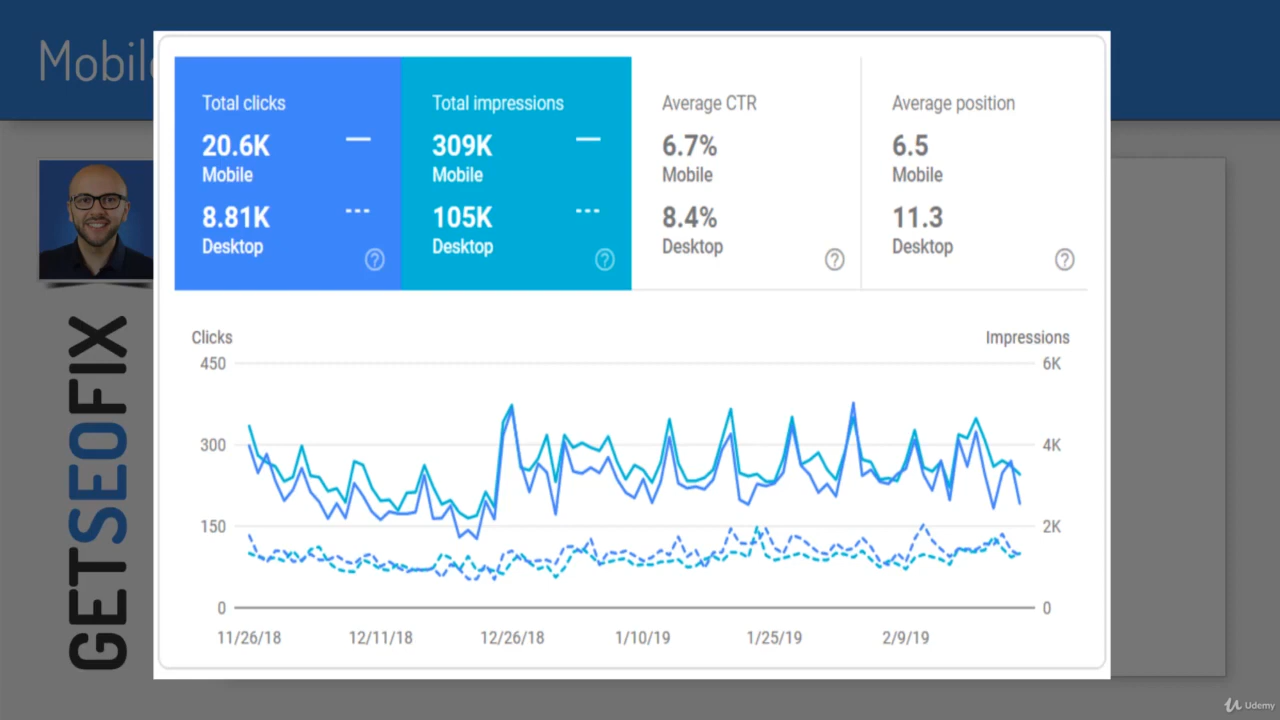 Mobile
GETSEOFIX
Total clicks
20.6K
Mobile
8.81K
Desktop
Total impressions
309K
Mobile
105K
Desktop
Average CTR
6.7%
Mobile
8.4%
Desktop
Average position
6.5
Mobile
11.3
Desktop
Clicks
Impressions
450
6K
300
4K
150
2K
0
0
11/26/18
12/11/18
12/26/18
1/10/19
1/25/19
2/9/19
Udemy